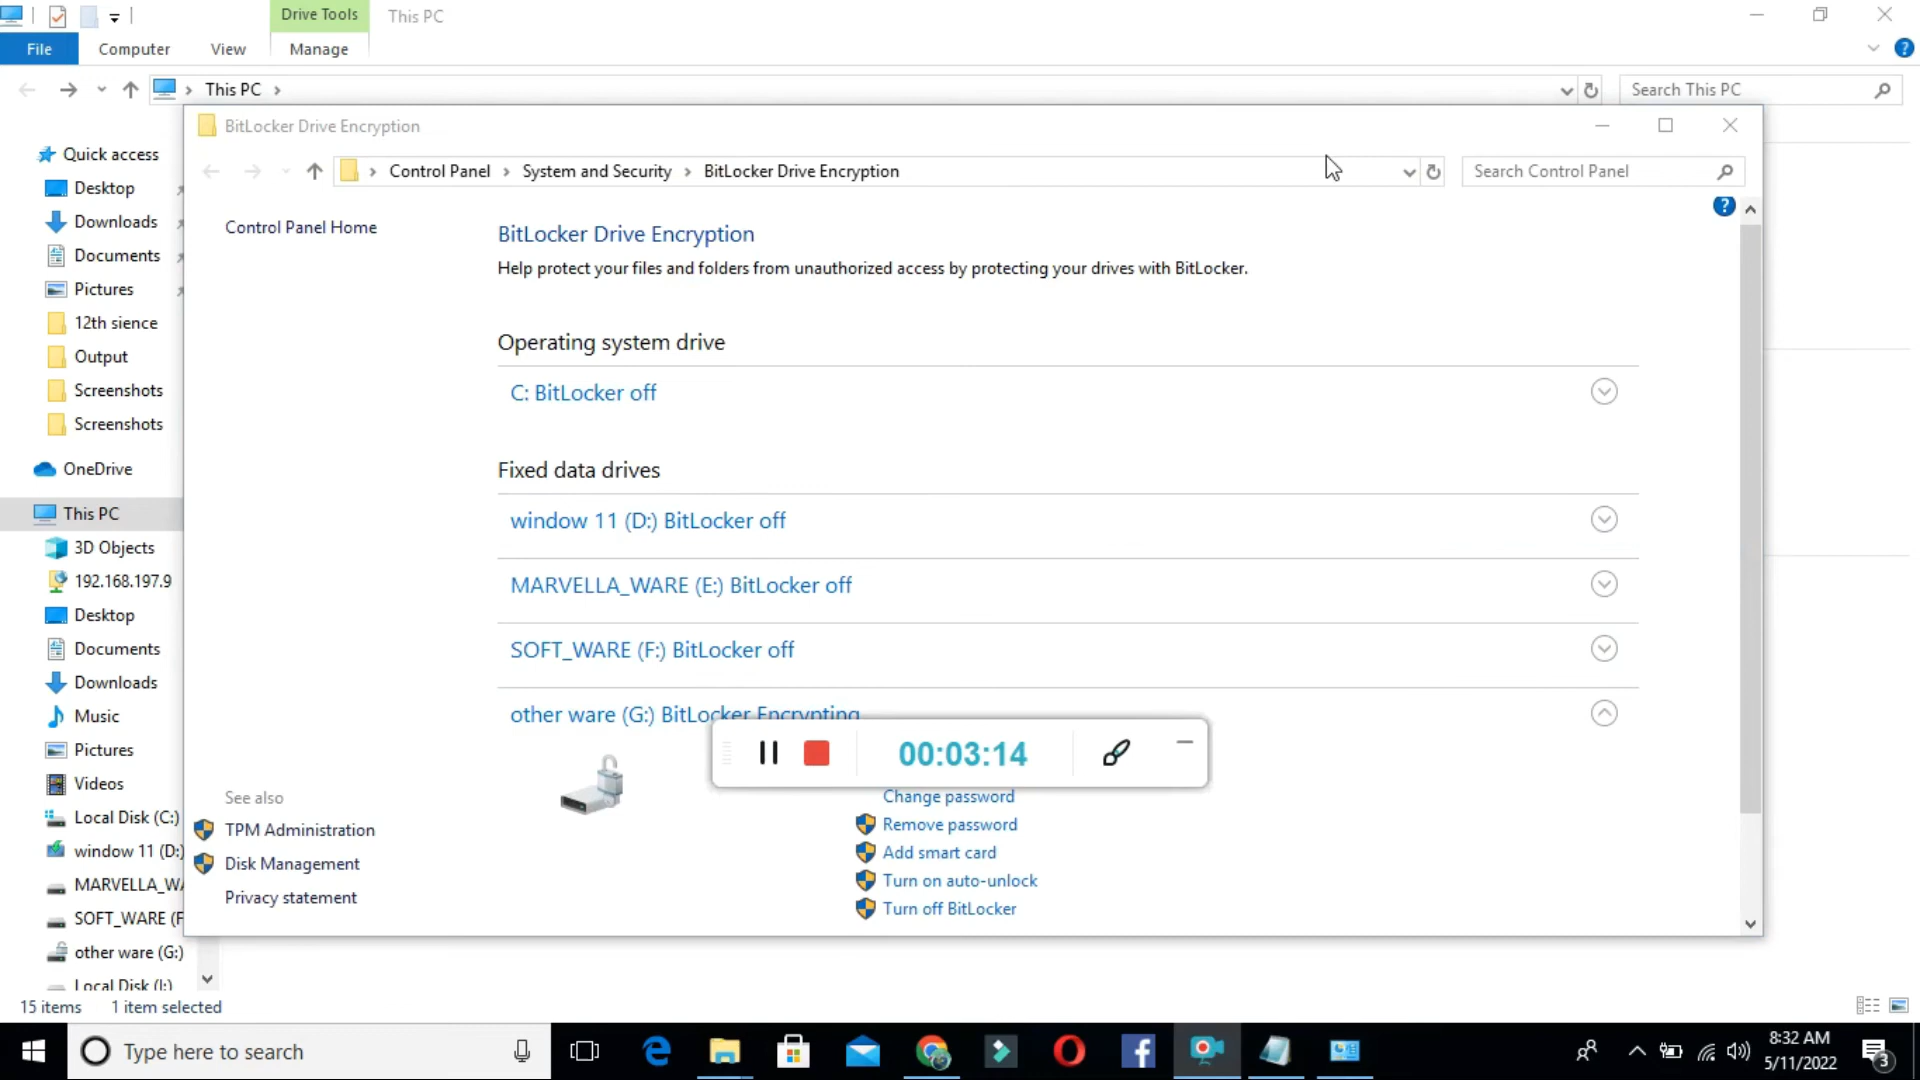 Drive Tools
This PC
File
Computer
View
Manage
This PC
Search This PC
BitLocker Drive Encryption
Control Panel
System and Security
BitLocker Drive Encryption
Search Control Panel
Quick access
Desktop
Downloads
Documents
Pictures
12th sience
Output
Screenshots
Screenshots
OneDrive
This PC
3D Objects
192.168.197.9
Desktop
Documents
Downloads
Music
Pictures
Videos
Local Disk (C:)
window 11 (D:)
MARVELLA_WA
SOFT_WARE (F
other ware (G:)
Local Disk (I:)
Control Panel Home
BitLocker Drive Encryption
Help protect your files and folders from unauthorized access by protecting your drives with BitLocker.
Operating system drive
C: BitLocker off
Fixed data drives
window 11 (D:) BitLocker off
MARVELLA_WARE (E:) BitLocker off
SOFT_WARE (F:) BitLocker off
other ware (G:) BitLocker Encrypting
00:03:14
Change password
Remove password
Add smart card
Turn on auto-unlock
Turn off BitLocker
See also
TPM Administration
Disk Management
Privacy statement
15 items
1 item selected
Type here to search
8:32 AM
5/11/2022
3